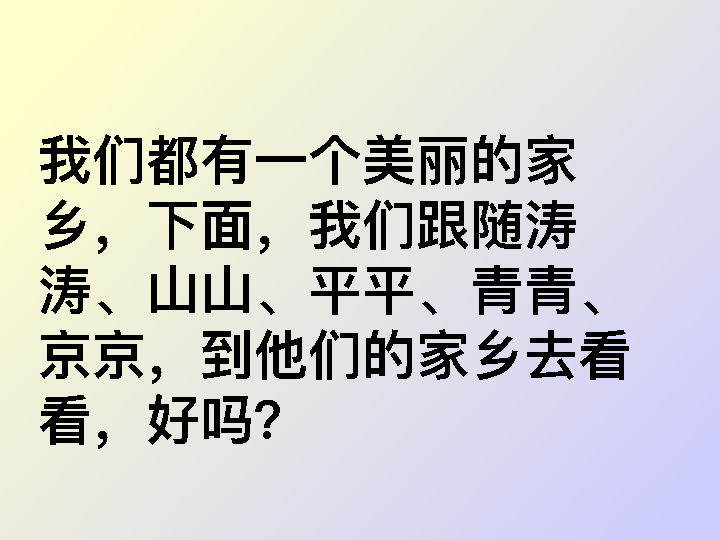 我们都有一个美丽的家
乡，下面，我们跟随涛
涛、山山、平平、青青、
京京，到他们的家乡去看
看，好吗？